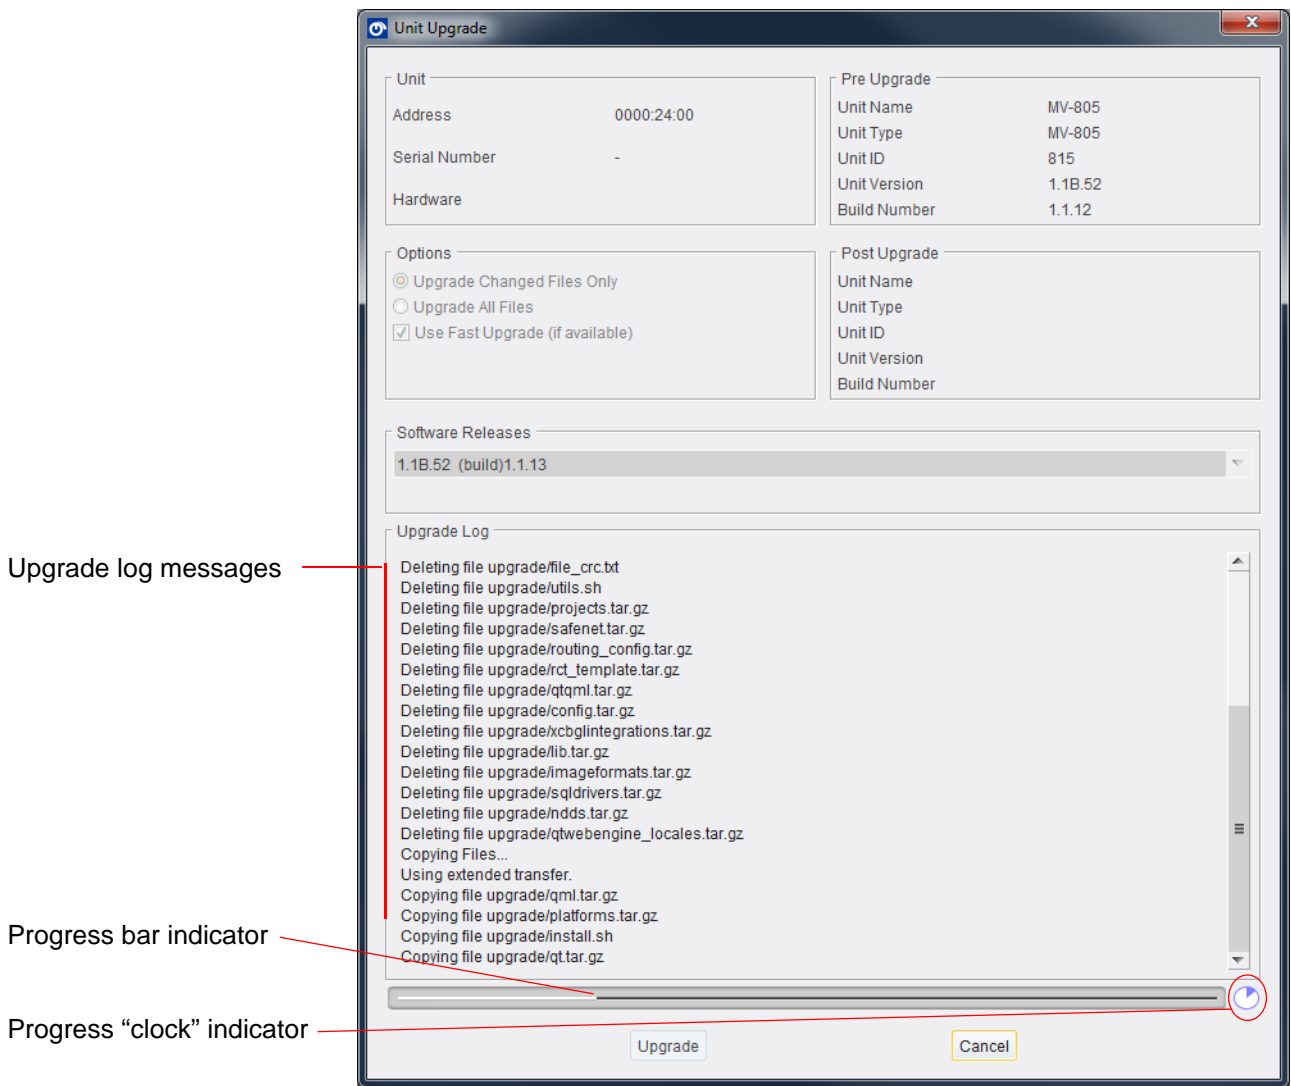 Unit Upgrade
Unit
Address 0000:24:00
Serial Number -
Hardware
Pre Upgrade
Unit Name MV-805
Unit Type MV-805
Unit ID 815
Unit Version 1.1B.52
Build Number 1.1.12
Options
Upgrade Changed Files Only
Upgrade All Files
Use Fast Upgrade (if available)
Post Upgrade
Unit Name
Unit Type
Unit ID
Unit Version
Build Number
Software Releases
1.1B.52 (build)1.1.13
Upgrade Log
Upgrade log messages
Deleting file upgrade/file_crc.txt
Deleting file upgrade/utils.sh
Deleting file upgrade/projects.tar.gz
Deleting file upgrade/safenet.tar.gz
Deleting file upgrade/routing_config.tar.gz
Deleting file upgrade/rct_template.tar.gz
Deleting file upgrade/qtqml.tar.gz
Deleting file upgrade/config.tar.gz
Deleting file upgrade/xcbglintegrations.tar.gz
Deleting file upgrade/lib.tar.gz
Deleting file upgrade/imageformats.tar.gz
Deleting file upgrade/sqldrivers.tar.gz
Deleting file upgrade/ndds.tar.gz
Deleting file upgrade/qtwebengine_locales.tar.gz
Copying Files...
Using extended transfer.
Copying file upgrade/qml.tar.gz
Copying file upgrade/platforms.tar.gz
Copying file upgrade/install.sh
Copying file upgrade/qt.tar.gz
Progress bar indicator
Progress “clock” indicator
Upgrade
Cancel